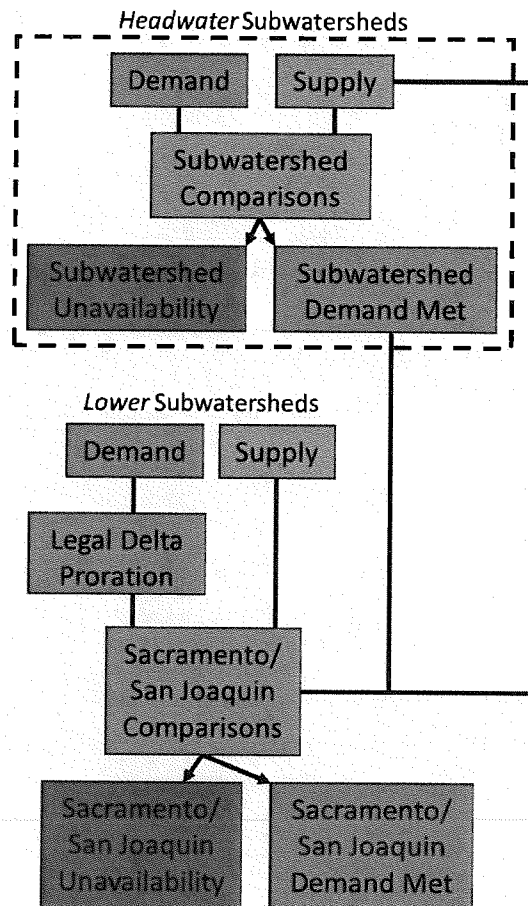 Headwater Subwatersheds
Demand
Supply
Subwatershed
Comparisons
Subwatershed
Unavailability
Subwatershed
Demand Met
Lower Subwatersheds
Demand
Supply
Legal Delta
Proration
Sacramento/
San Joaquin
Comparisons
Sacramento/
San Joaquin
Unavailability
Sacramento/
San Joaquin
Demand Met